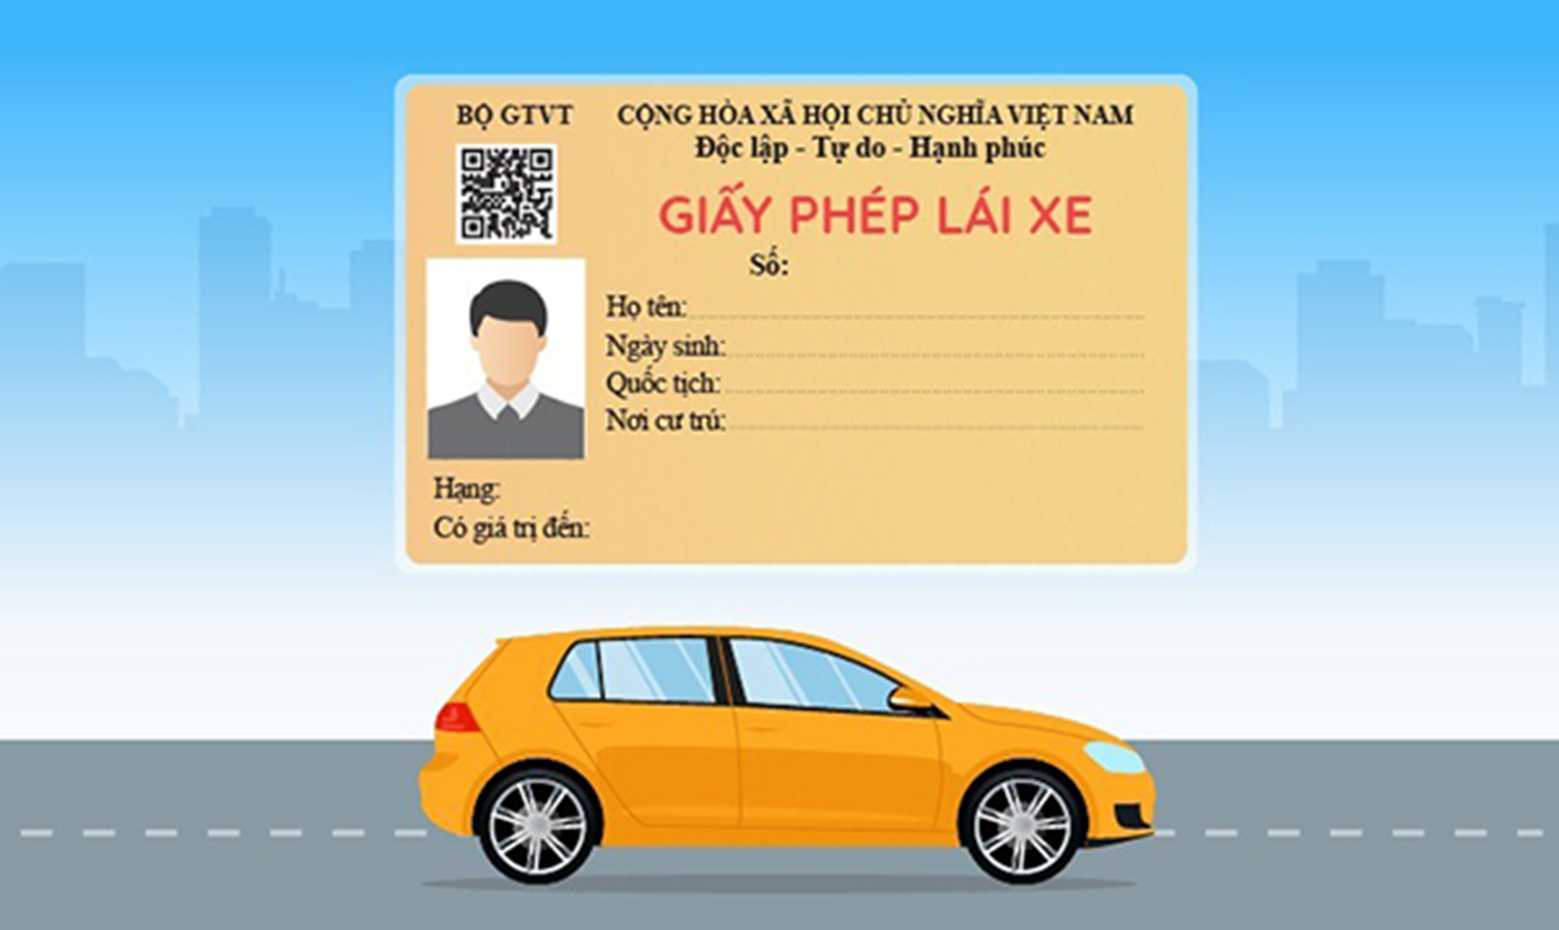 BỘ GTVT
CỘNG HÒA XÃ HỘI CHỦ NGHĨA VIỆT NAM
Độc lập - Tự do - Hạnh phúc
GIẤY PHÉP LÁI XE
Số:
Họ tên:
Ngày sinh:
Quốc tịch:
Nơi cư trú:
Hạng:
Có giá trị đến: